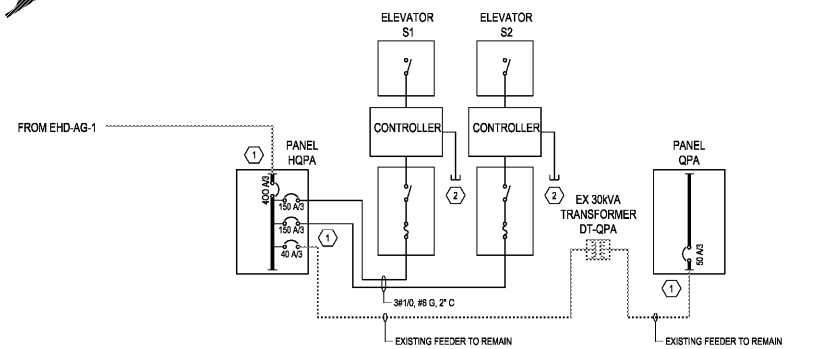 ELEVATOR
S1
ELEVATOR
S2
FROM EHD-AG-1
CONTROLLER
CONTROLLER
PANEL
HQPA
PANEL
QPA
1
400 A/3
150 A/3
150 A/3
40 A/3
1
2
2
EX 30kVA
TRANSFORMER
DT-QPA
50 A/3
1
3#1/0, #6 G, 2" C
EXISTING FEEDER TO REMAIN
EXISTING FEEDER TO REMAIN